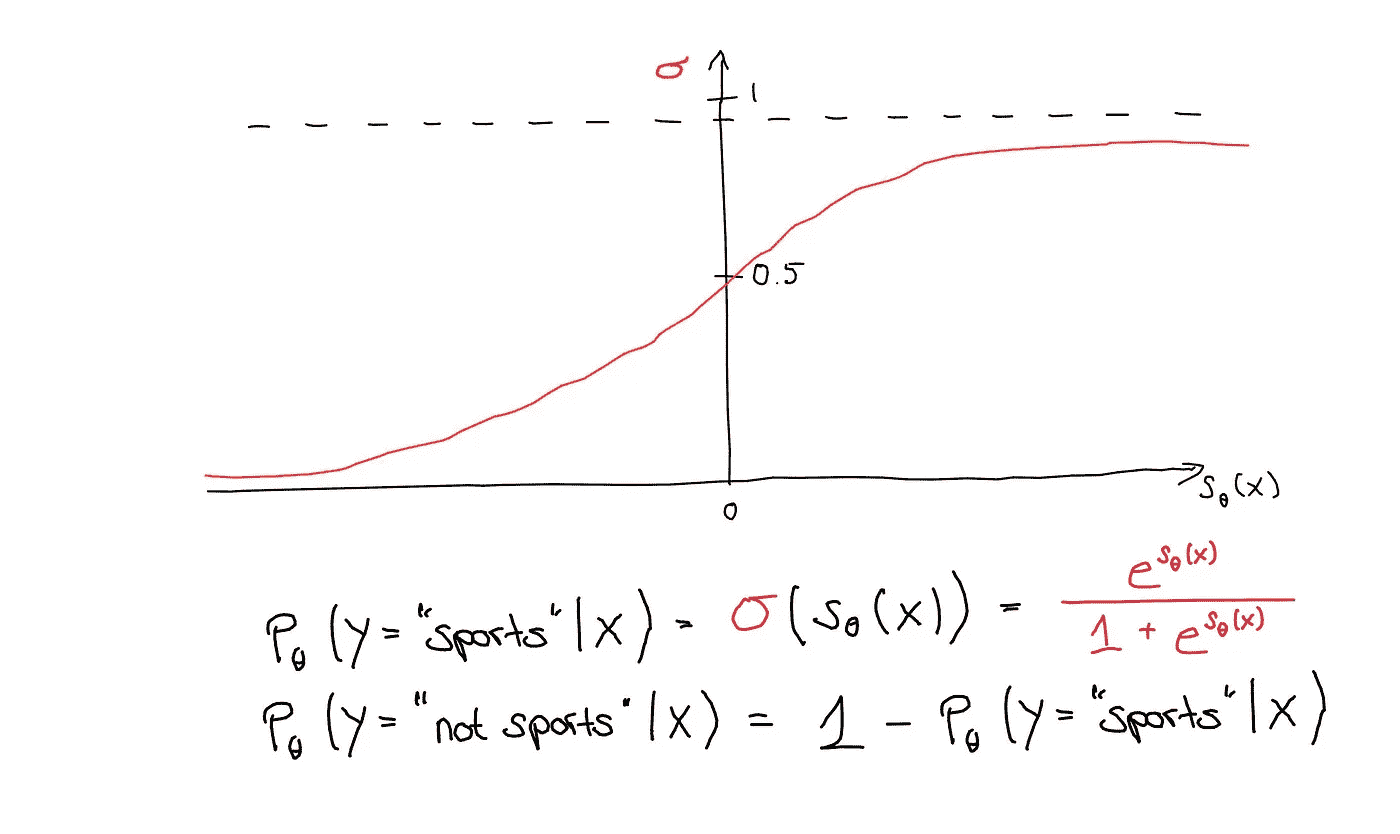 σ
1
0.5
0
s_θ(x)
P_θ(y = "sports" | x) = σ(s_θ(x)) = e^{s_θ(x)} / (1 + e^{s_θ(x)})
P_θ(y = "not sports" | x) = 1 - P_θ(y = "sports" | x)